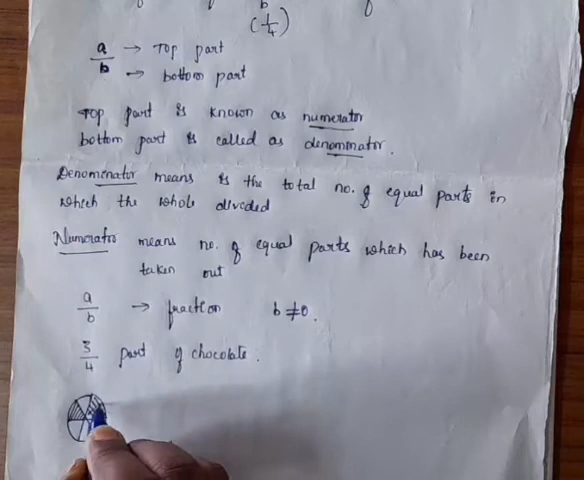 b
(1/4)
a/b → Top part
→ bottom part
Top part is known as numerator
bottom part is called as denominator.
Denomenator means is the total no. of equal parts in
which the whole divided
Numerator means no. of equal parts which has been
taken out
a/b → fraction b ≠ 0.
3/4 part of chocolate.